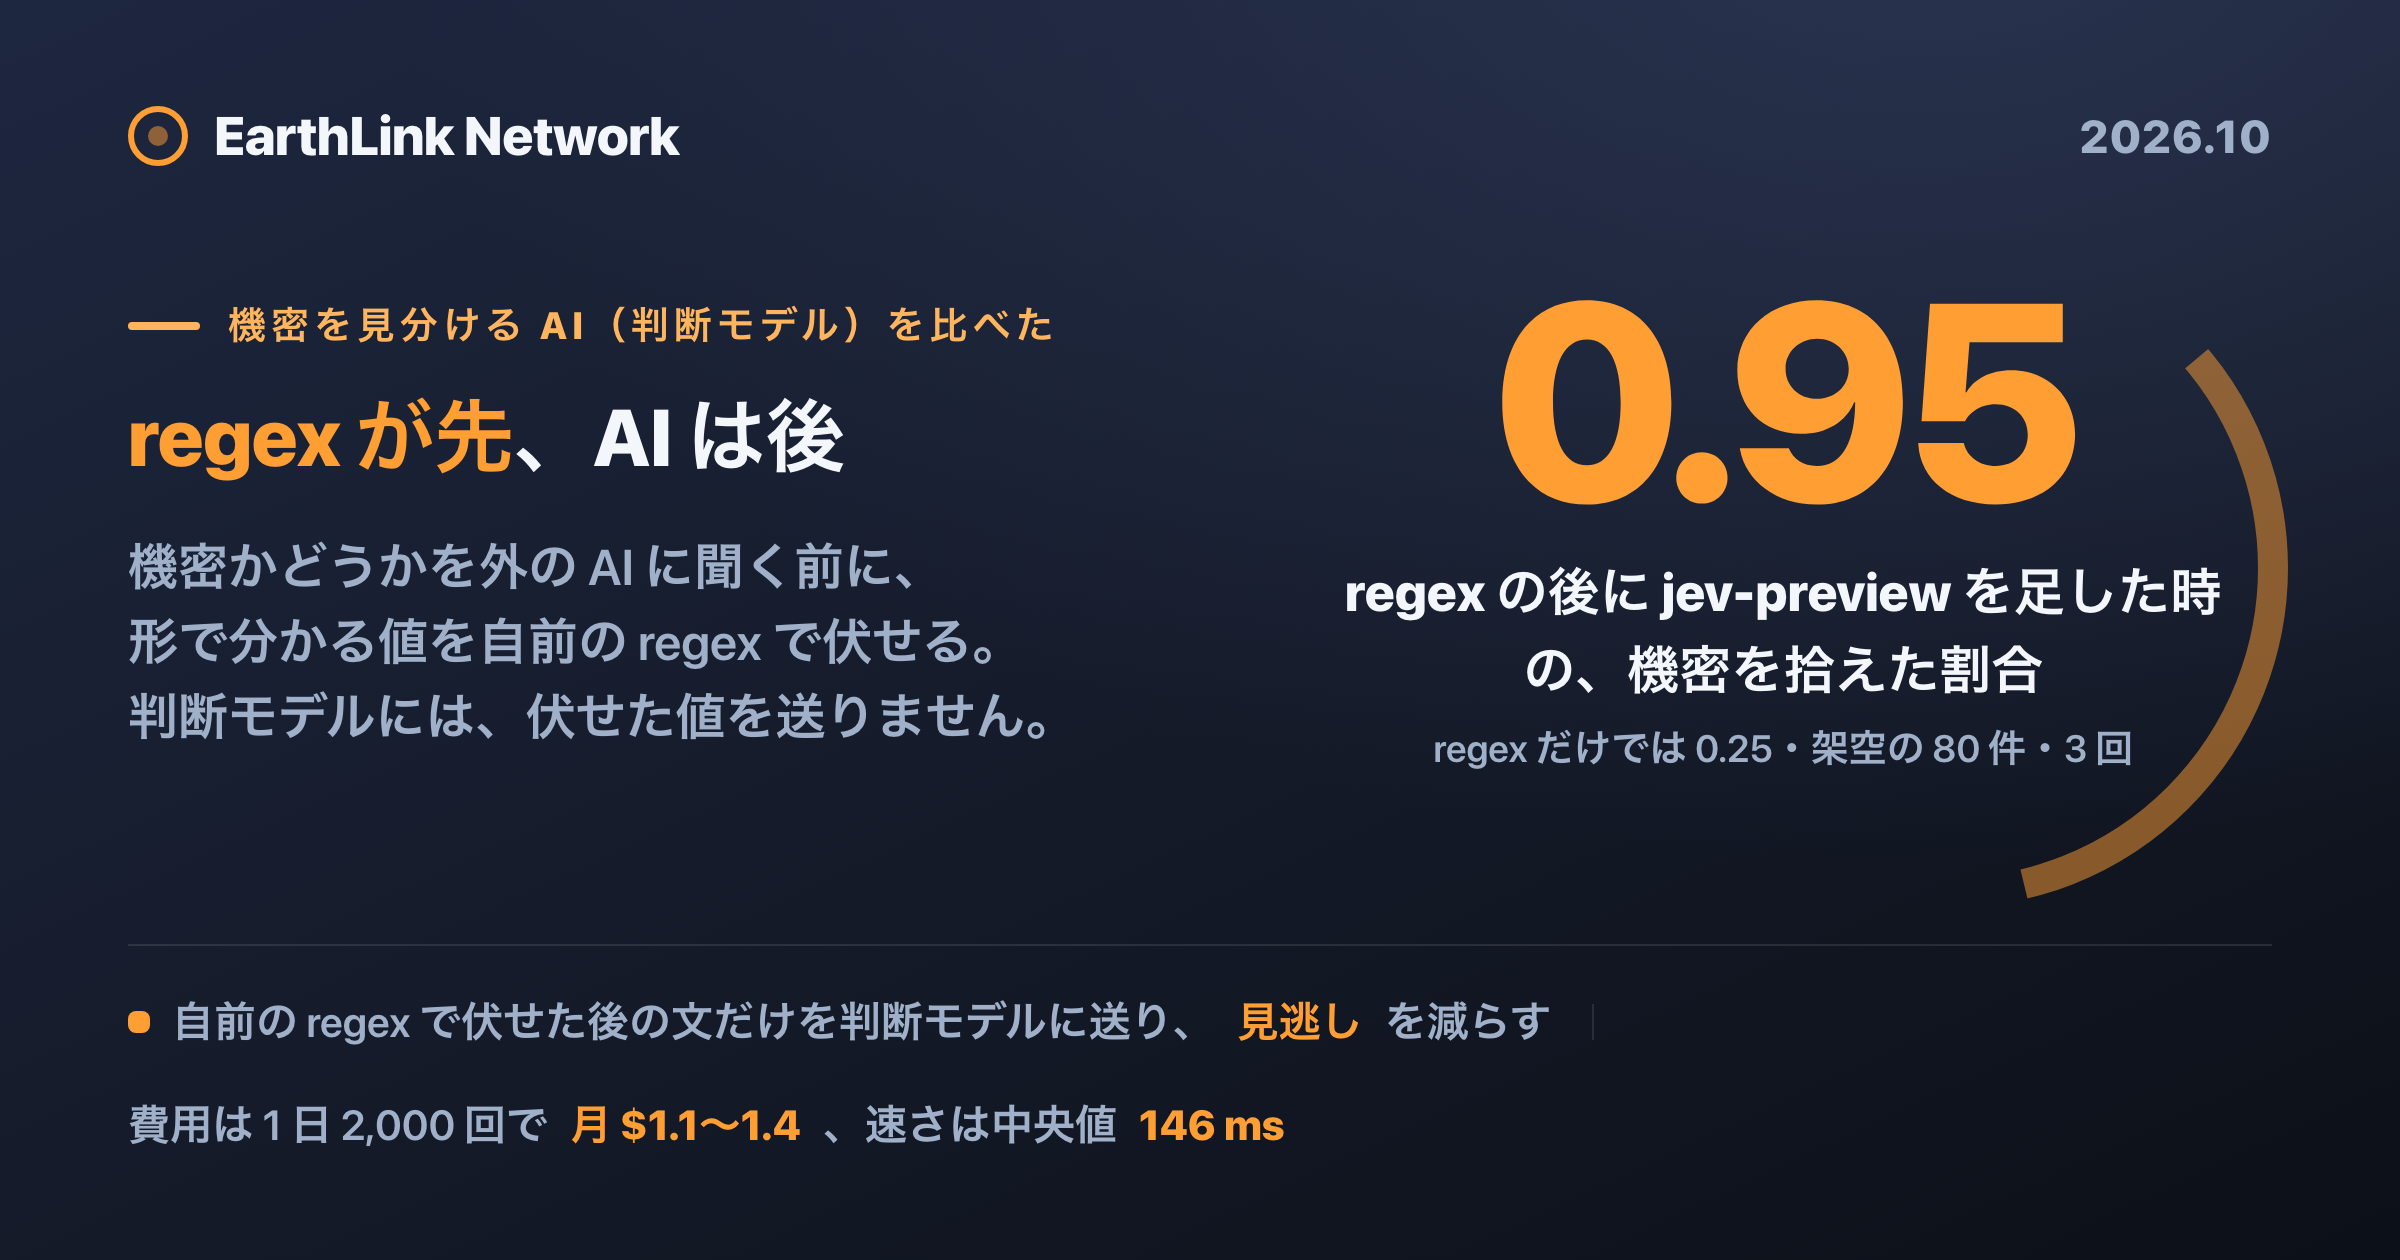 EarthLink Network
2026.10
機密を見分ける AI（判断モデル）を比べた
regex が先、AI は後
機密かどうかを外の AI に聞く前に、
形で分かる値を自前の regex で伏せる。
判断モデルには、伏せた値を送りません。
0.95
regex の後に jev-preview を足した時
の、機密を拾えた割合
regex だけでは 0.25・架空の 80 件・3 回
自前の regex で伏せた後の文だけを判断モデルに送り、 見逃し を減らす
費用は 1 日 2,000 回で 月 $1.1〜1.4 、速さは中央値 146 ms